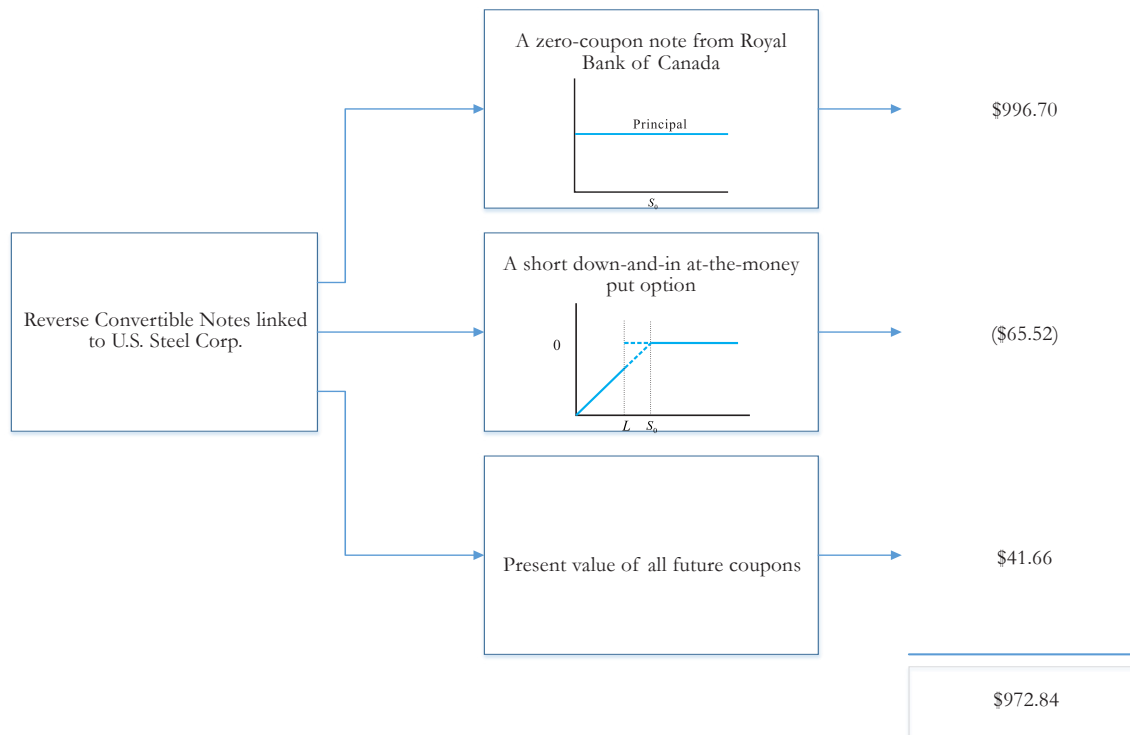 A zero-coupon note from Royal
Bank of Canada
Principal
S₀
$996.70
Reverse Convertible Notes linked
to U.S. Steel Corp.
A short down-and-in at-the-money
put option
0
L S₀
($65.52)
Present value of all future coupons
$41.66
$972.84